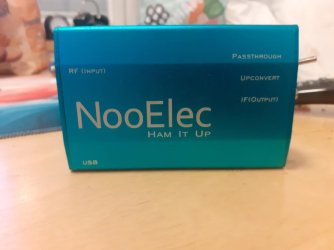 Passthrough
RF (Input)
Upconvert
IF(Output)
NooElec
Ham It Up
USB